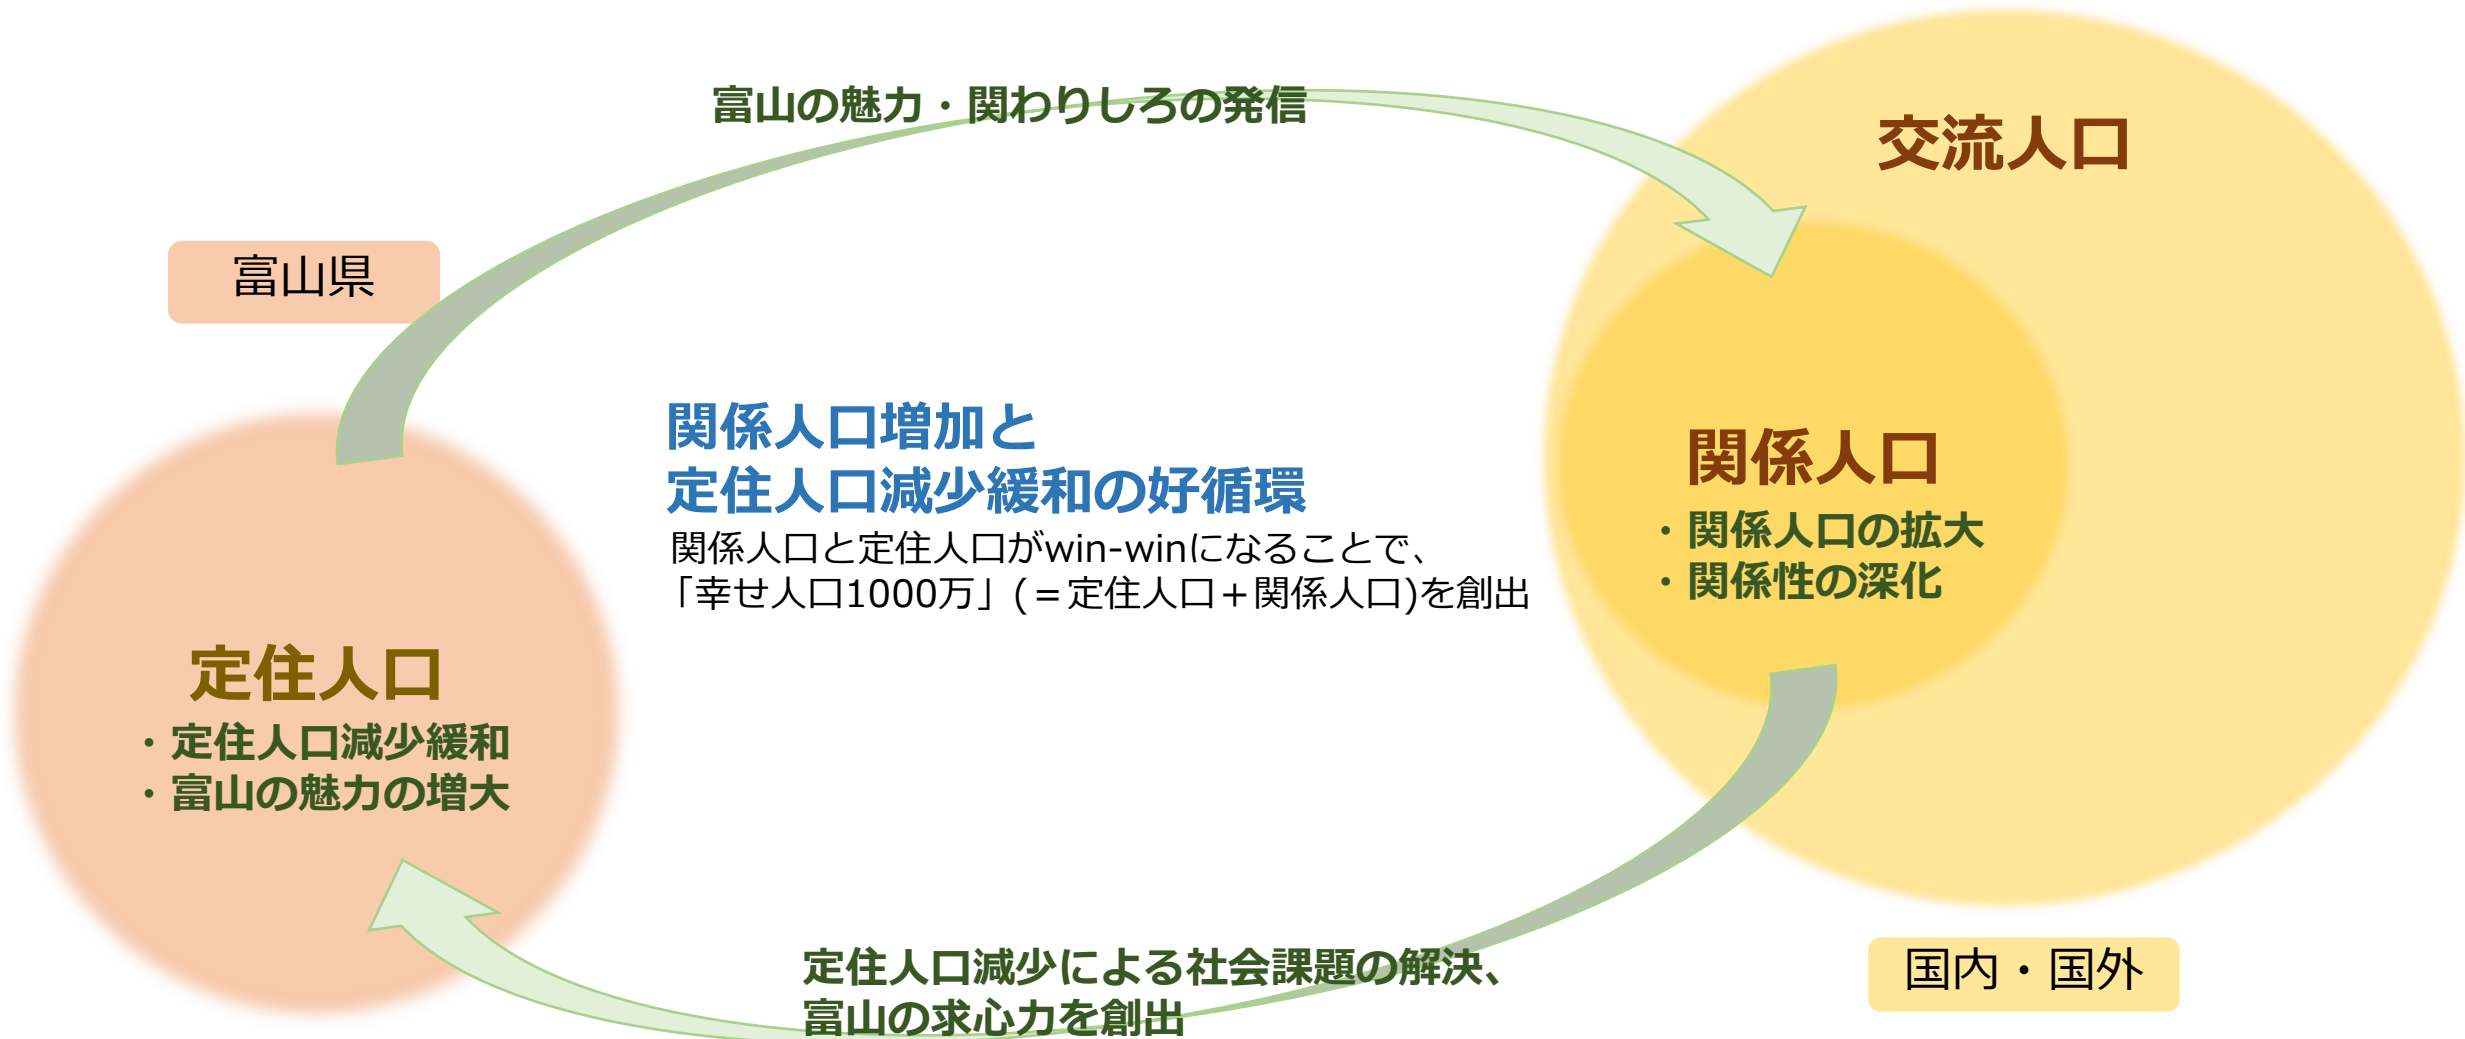 富山の魅力・関わりしろの発信
交流人口
富山県
関係人口増加と
定住人口減少緩和の好循環
関係人口と定住人口がwin-winになることで、
「幸せ人口1000万」(＝定住人口＋関係人口)を創出
関係人口
・関係人口の拡大
・関係性の深化
定住人口
・定住人口減少緩和
・富山の魅力の増大
定住人口減少による社会課題の解決、
富山の求心力を創出
国内・国外